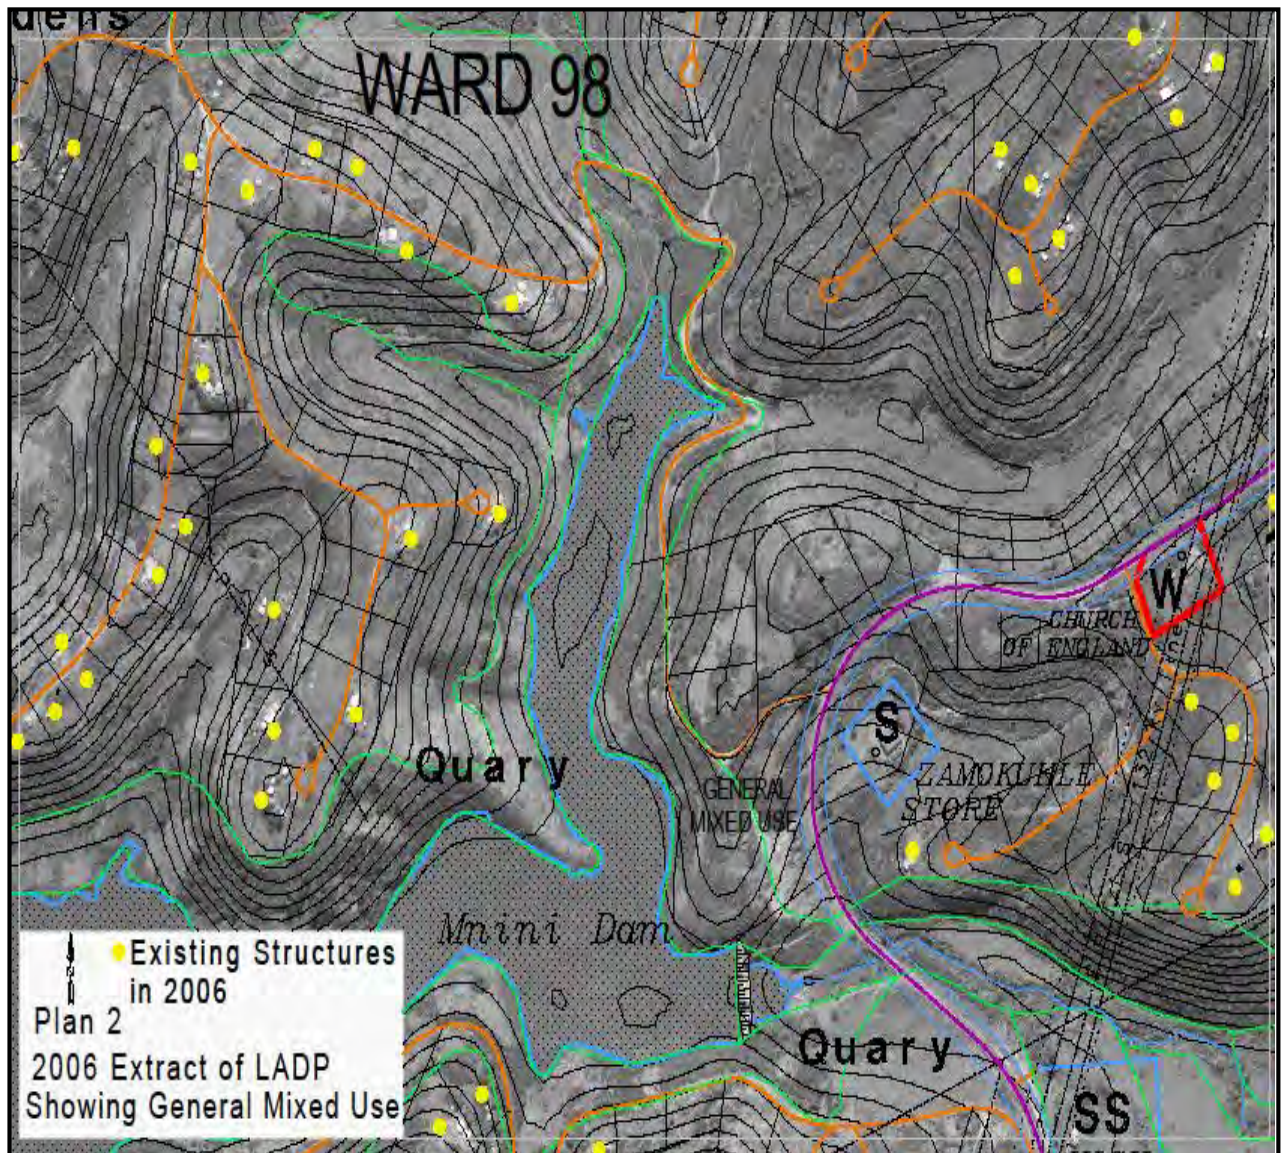 dens
WARD 98
W
CHURCH
OF ENGLAND
S
ZAMOKUHLE
STORE
Quary
GENERAL
MIXED USE
Mnini Dam
Existing Structures
in 2006
Plan 2
2006 Extract of LADP
Showing General Mixed Use
Quary
SS